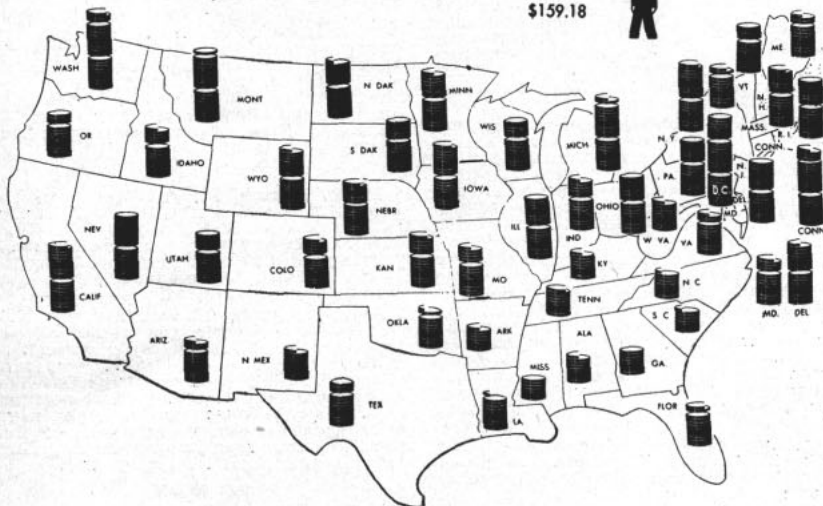 $159.18
WASH
MONT
N DAK
MINN
ME.
VT
N. H.
OR
IDAHO
S DAK
WIS
MICH
N. Y.
MASS.
R. I.
CONN.
WYO
IOWA
PA.
N. J.
D C
DEL
MD
NEBR
ILL
IND
OHIO
W VA
VA
CONN
NEV
UTAH
COLO
KAN
MO
KY
CALIF
TENN
N C
MD.
DEL
ARIZ
N MEX
OKLA
ARK
S C
ALA
MISS
GA.
TEX
LA.
FLOR